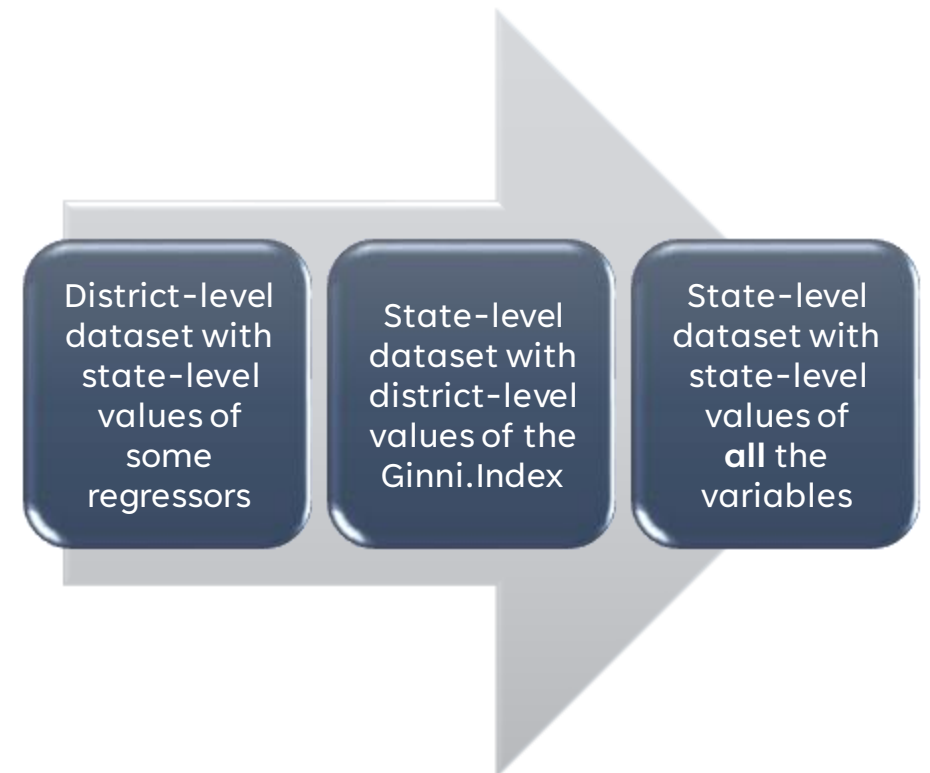 District-level
dataset with
state-level
values of
some
regressors
State-level
dataset with
district-level
values of the
Ginni.Index
State-level
dataset with
state-level
values of
all the
variables